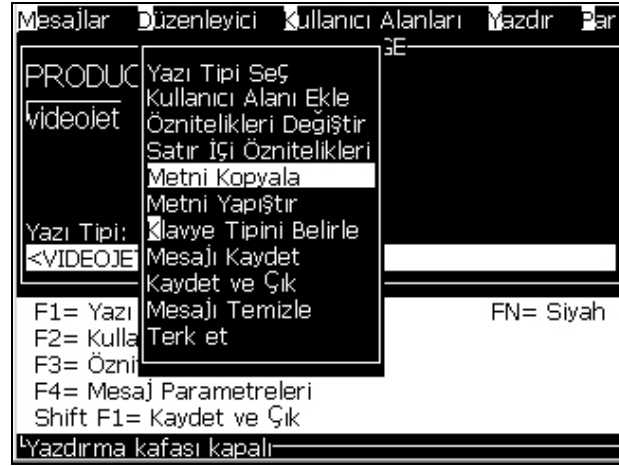 Mesajlar Düzenleyici Kullanıcı Alanları Yazdır Par
GE
PRODUC
videojet
Yazı Tipi Seç
Kullanıcı Alanı Ekle
Öznitelikleri Değiştir
Satır İçi Öznitelikleri
Metni Kopyala
Metni Yapıştır
Klavye Tipini Belirle
Mesajı Kaydet
Kaydet ve Çık
Mesajı Temizle
Terk et
Yazı Tipi:
<VIDEOJET
F1= Yazı
FN= Siyah
F2= Kulla
F3= Özni
F4= Mesaj Parametreleri
Shift F1= Kaydet ve Çık
Yazdırma kafası kapalı